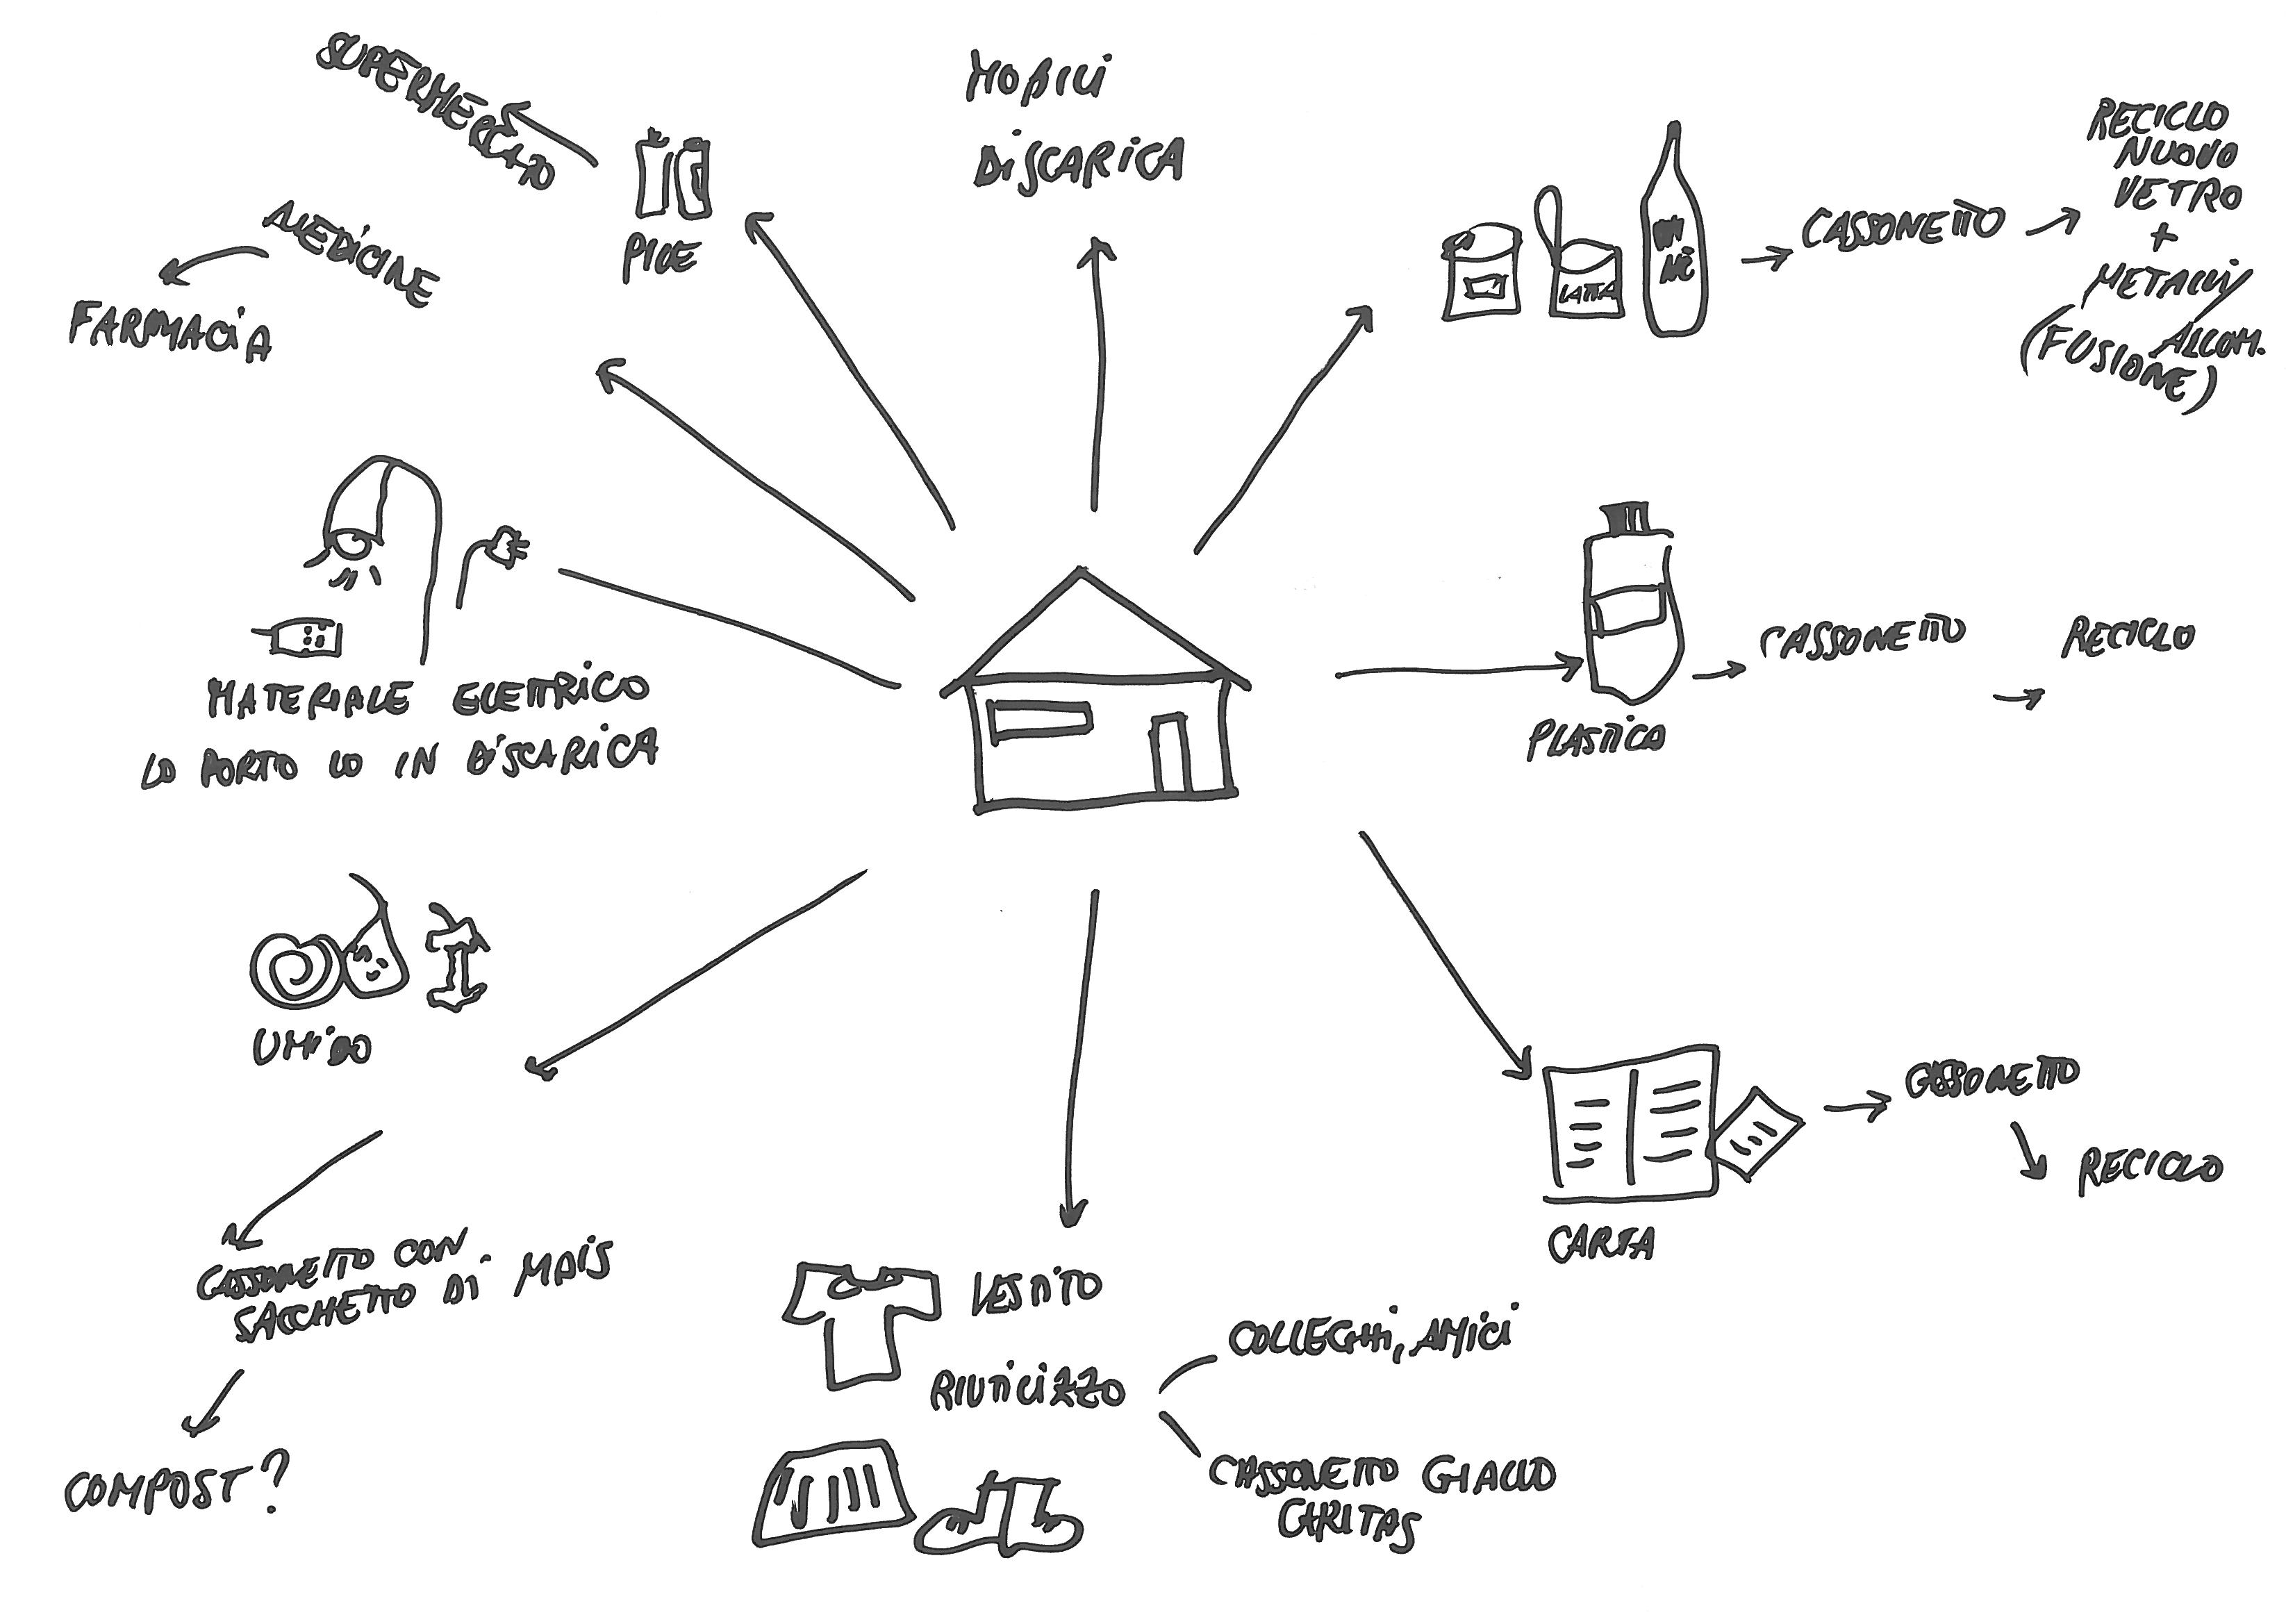 SUPERMERCATO
PILE
MEDICINE
FARMACIA
MOBILI
DISCARICA
LATTA
CASSONETTO
RECICLO
NUOVO
VETRO
+
METALLI/
ALLUM.
(FUSIONE)
MATERIALE ELETTRICO
LO PORTO IO IN DISCARICA
PLASTICA
CASSONETTO
RECICLO
UMIDO
CASSONETTO CON
SACCHETTO DI MAIS
COMPOST?
VESTITO
RIUTILIZZO
COLLEGHI, AMICI
CASSONETTO GIALLO
CARITAS
CARTA
CASSONETTO
RECICLO